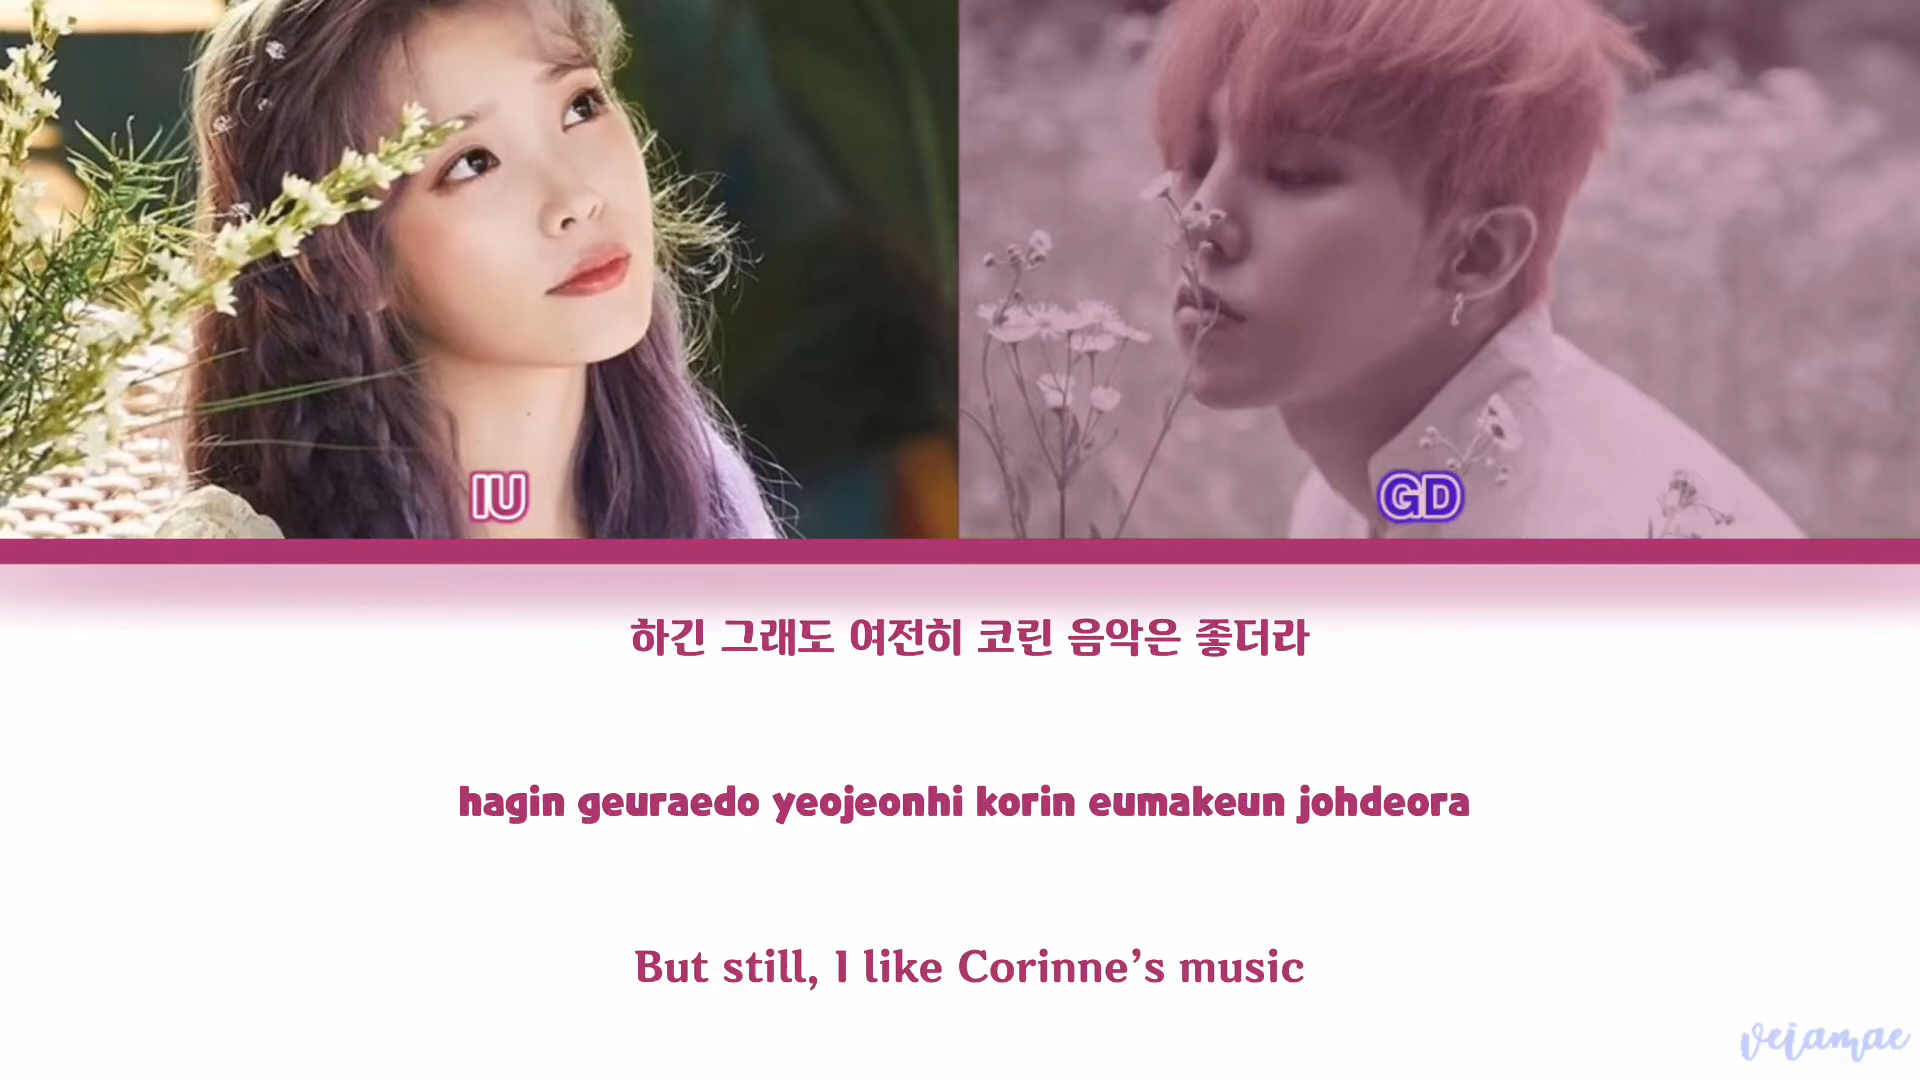 IU
GD
하긴 그래도 여전히 코린 음악은 좋더라
hagin geuraedo yeojeonhi korin eumakeun johdeora
But still, I like Corinne’s music
veiamae